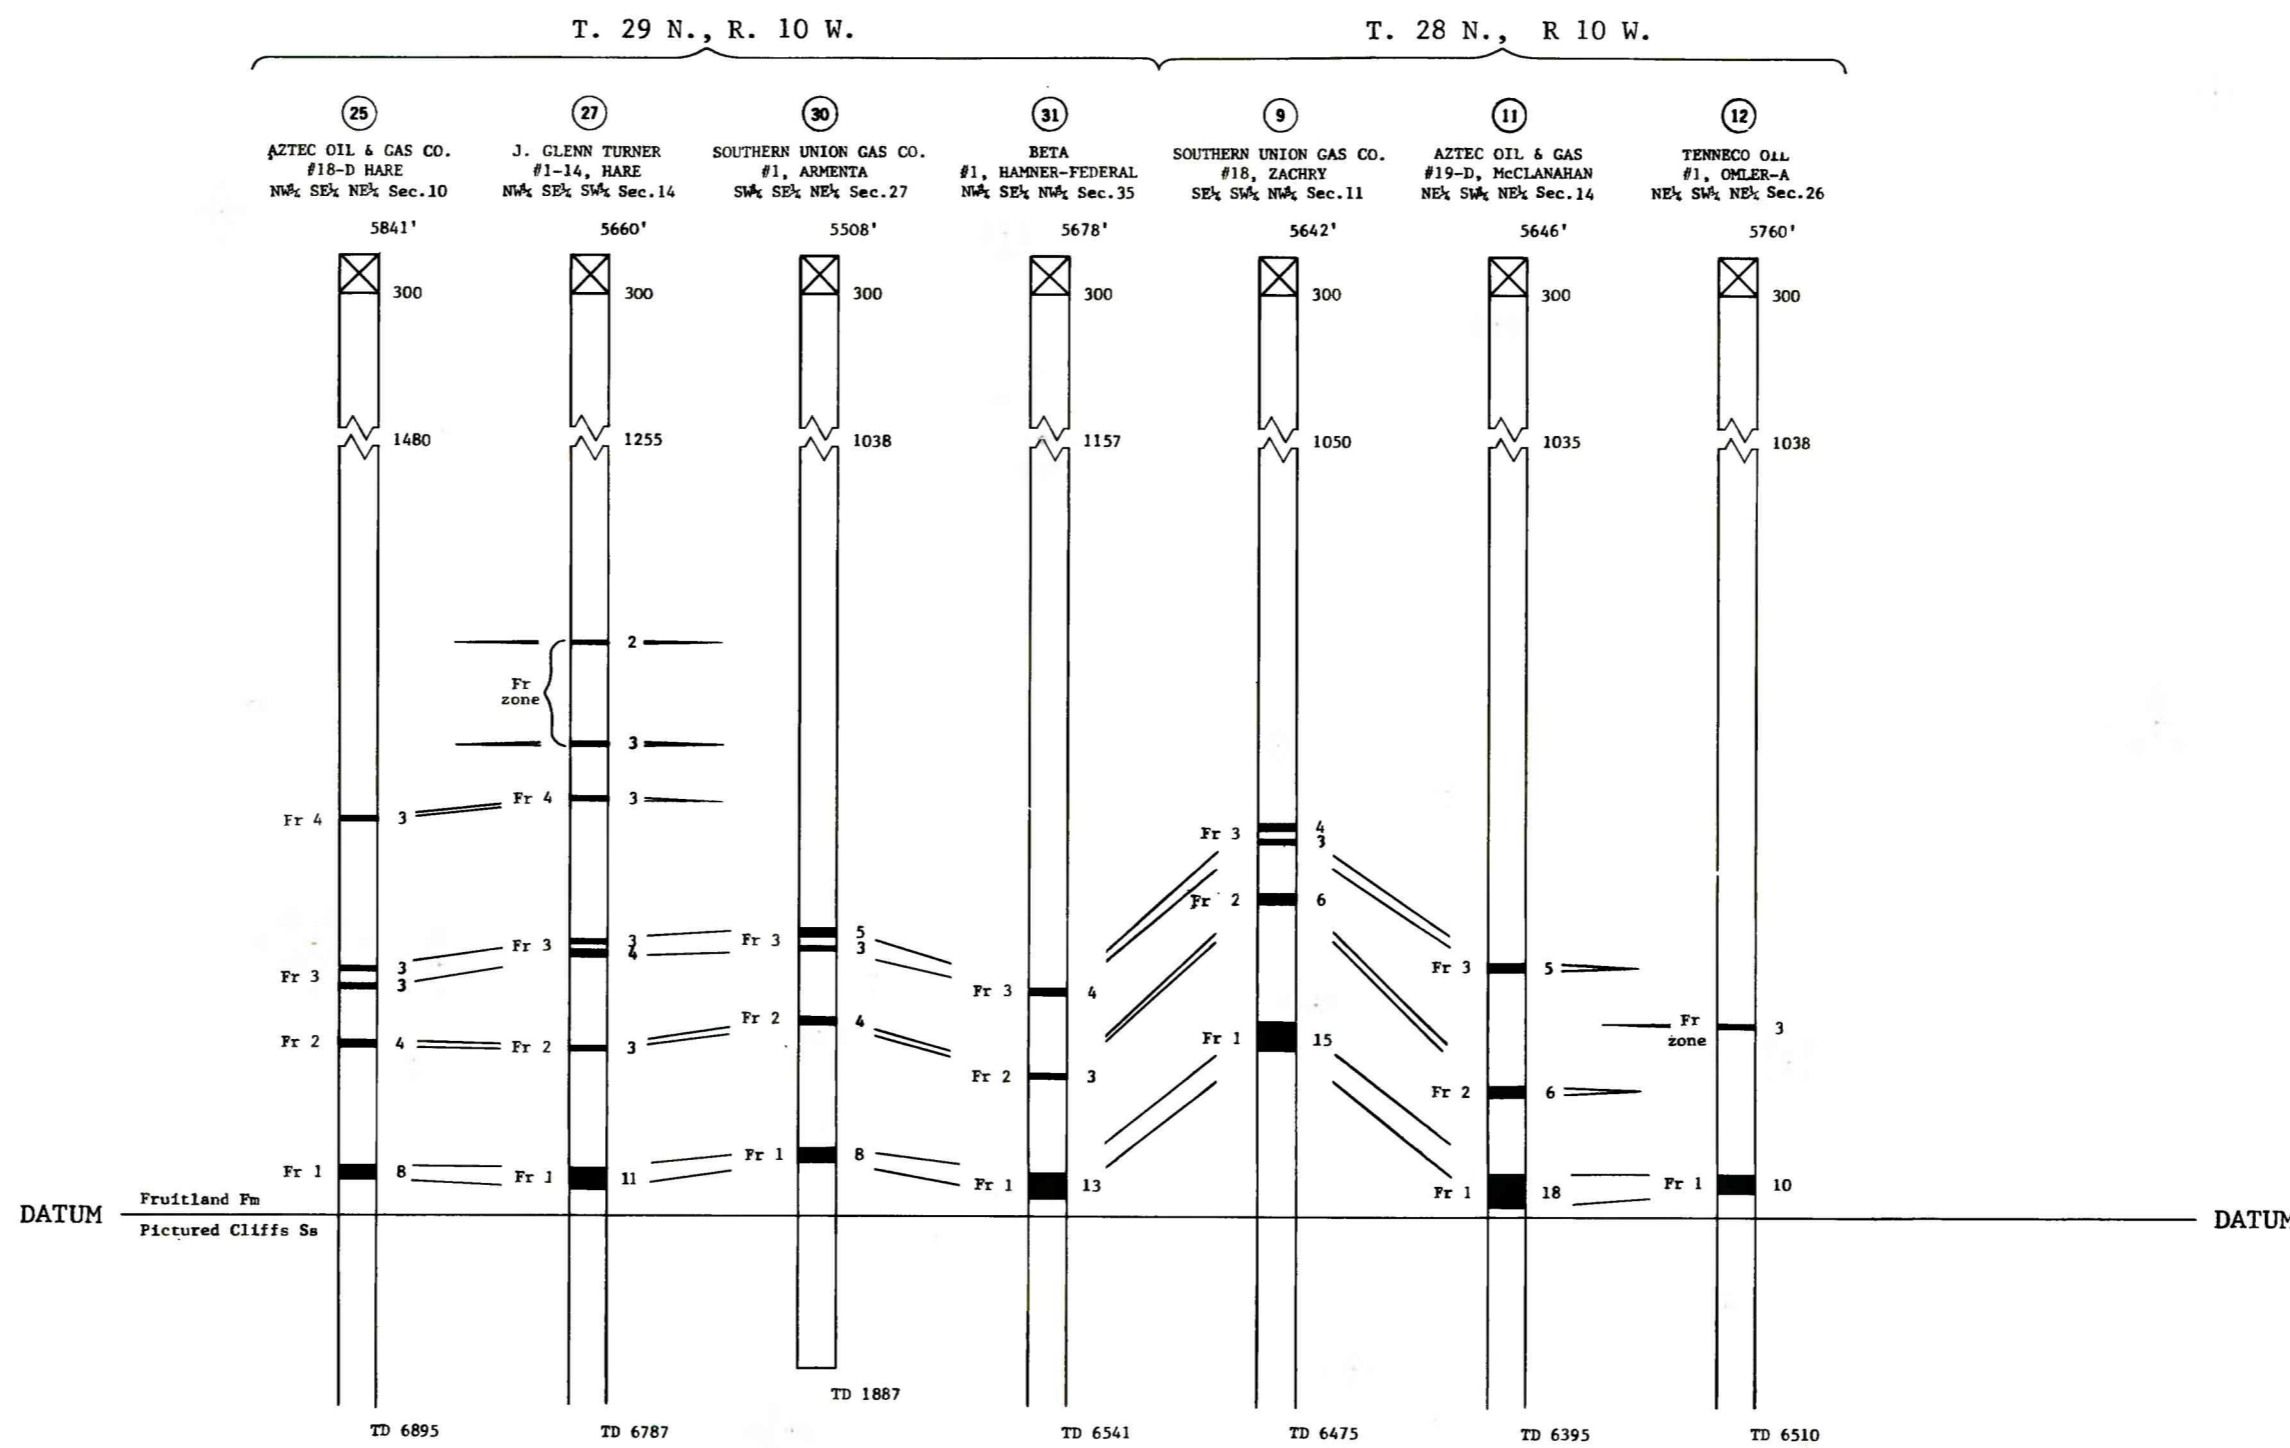 T. 29 N., R. 10 W.
T. 28 N., R 10 W.
25
AZTEC OIL & GAS CO.
#18-D HARE
NW¼ SE¼ NE¼ Sec.10
5841'
27
J. GLENN TURNER
#1-14, HARE
NW¼ SE¼ SW¼ Sec.14
5660'
30
SOUTHERN UNION GAS CO.
#1, ARMENTA
SW¼ SE¼ NE¼ Sec.27
5508'
31
BETA
#1, HAMNER-FEDERAL
NW¼ SE¼ NW¼ Sec.35
5678'
9
SOUTHERN UNION GAS CO.
#18, ZACHRY
SE¼ SW¼ NW¼ Sec.11
5642'
11
AZTEC OIL & GAS
#19-D, McCLANAHAN
NE¼ SW¼ NE¼ Sec.14
5646'
12
TENNECO OIL
#1, OMLER-A
NE¼ SW¼ NE¼ Sec.26
5760'
300 300 300 300 300 300 300
1480 1255 1038 1157 1050 1035 1038
2
Fr
zone
3
Fr 4 3
Fr 4 3
Fr 3 4
3
Fr 2 6
Fr 3 3
3
Fr 3 3
4
Fr 3 5
3
Fr 3 4
Fr 3 5
Fr
zone
3
Fr 2 4
Fr 2 3
Fr 2 4
Fr 2 3
Fr 1 15
Fr 2 6
Fr 1 8
Fr 1 11
Fr 1 8
Fr 1 13
Fr 1 18
Fr 1 10
Fruitland Fm
DATUM
DATUM
Pictured Cliffs Ss
TD 1887
TD 6895
TD 6787
TD 6541
TD 6475
TD 6395
TD 6510